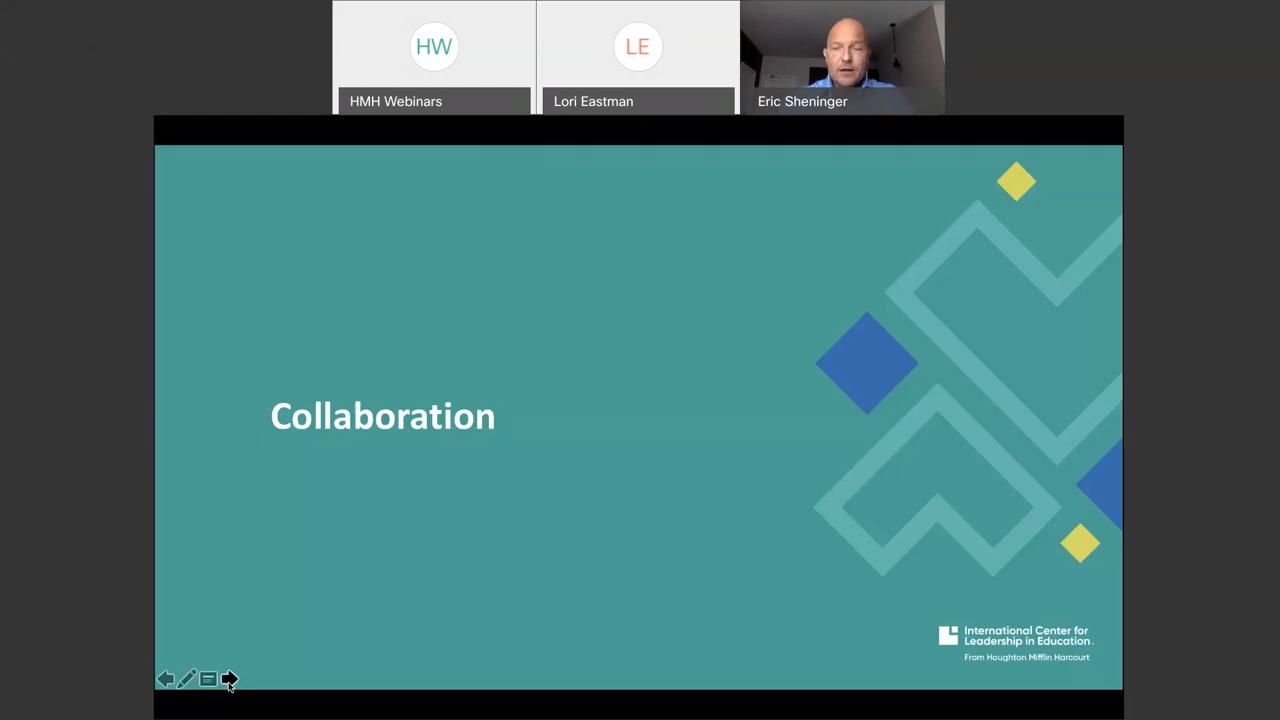 HW
LE
HMH Webinars
Lori Eastman
Eric Sheninger
Collaboration
International Center for
Leadership in Education
From Houghton Mifflin Harcourt